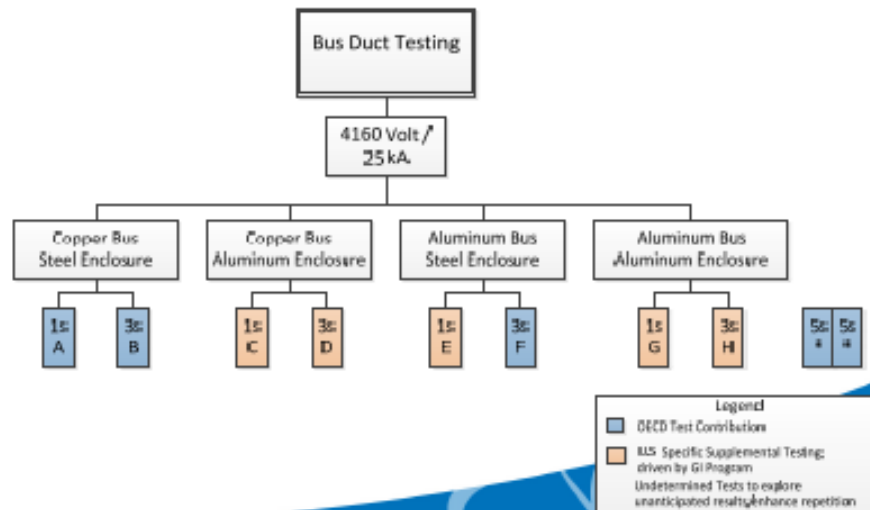 Bus Duct Testing
4160 Volt /
25 kA.
Copper Bus
Steel Enclosure
Copper Bus
Aluminum Enclosure
Aluminum Bus
Steel Enclosure
Aluminum Bus
Aluminum Enclosure
1s
A
3s
B
1s
C
3s
D
1s
E
3s
F
1s
G
3s
H
5s
5s
Legend
OECD Test Contribution
Specific Supplemental Testing;
driven by GI Program
Undetermined Tests to explore
unanticipated results/enhance repetition